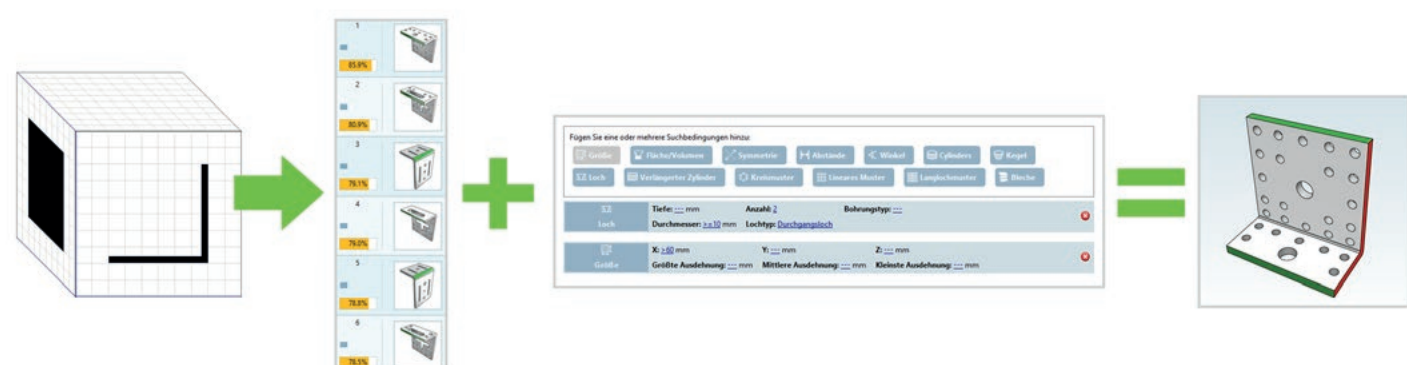 1
85.9%
2
80.9%
3
79.1%
4
79.0%
5
78.8%
6
78.5%
Fügen Sie eine oder mehrere Suchbedingungen hinzu:
Größe Fläche/Volumen Symmetrie Abstände Winkel Cylinders Kegel
Loch Verlängerter Zylinder Kreismuster Lineares Muster Langlochmuster Bleche
Loch
Tiefe: --- mm Anzahl: 2 Bohrungstyp: ---
Durchmesser: >=10 mm Lochtyp: Durchgangsloch
Größe
X: >60 mm Y: --- mm Z: --- mm
Größte Ausdehnung: --- mm Mittlere Ausdehnung: --- mm Kleinste Ausdehnung: --- mm